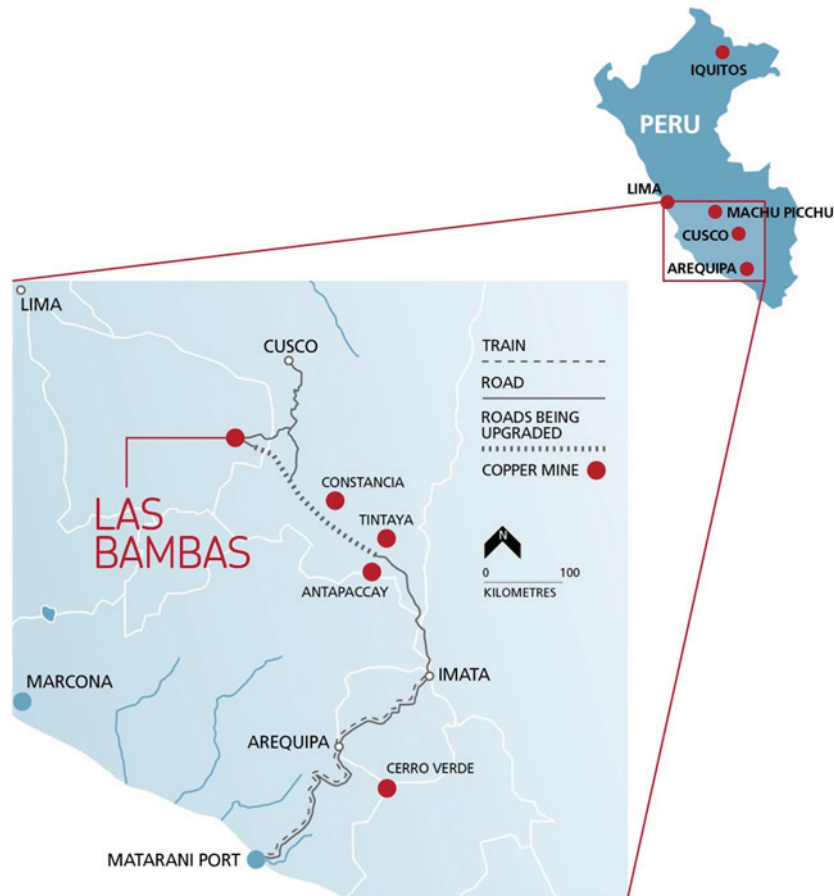 IQUITOS
PERU
LIMA
MACHU PICCHU
CUSCO
AREQUIPA
LIMA
CUSCO
TRAIN
ROAD
ROADS BEING
UPGRADED
COPPER MINE
CONSTANCIA
TINTAYA
LAS
BAMBAS
N
0 100
KILOMETRES
ANTAPACCAY
IMATA
MARCONA
AREQUIPA
CERRO VERDE
MATARANI PORT